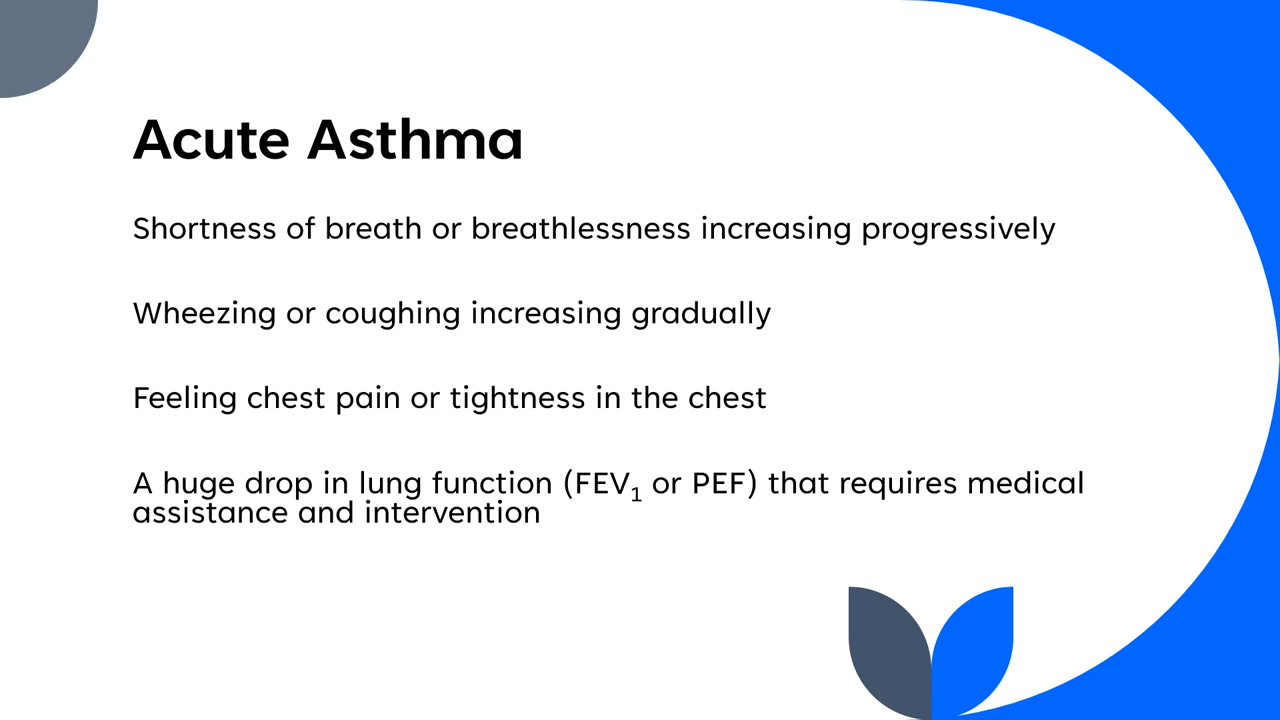 Acute Asthma
Shortness of breath or breathlessness increasing progressively
Wheezing or coughing increasing gradually
Feeling chest pain or tightness in the chest
A huge drop in lung function (FEV₁ or PEF) that requires medical
assistance and intervention